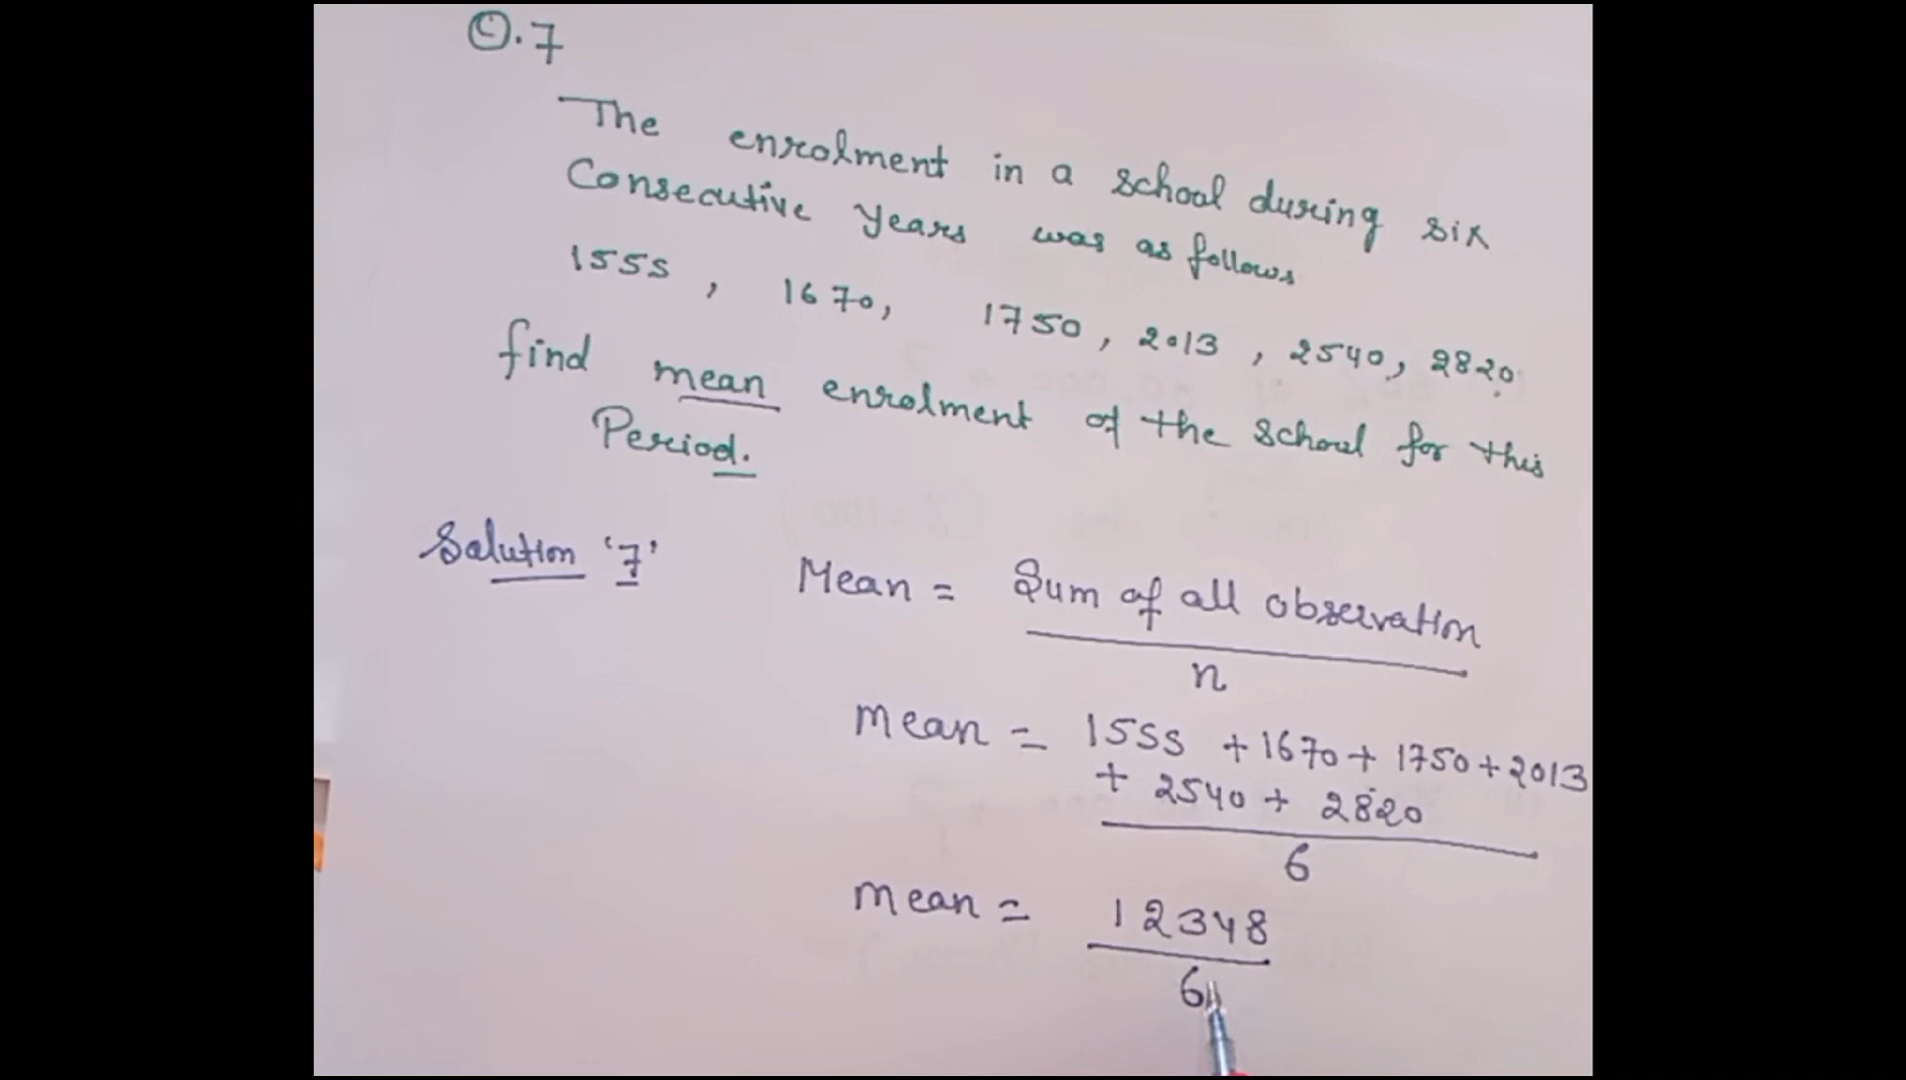 Q.7
The enrolment in a school during six
Consecutive years was as follows
1555 , 1670, 1750, 2013 , 2540, 2820
find mean enrolment of the school for this
Period.
Solution '7'
Mean = Sum of all observation
n
Mean = 1555 + 1670 + 1750 + 2013
+ 2540 + 2820
6
Mean = 12348
6